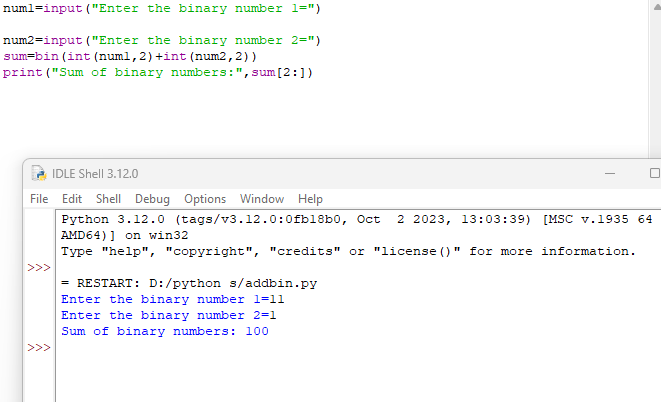 num1=input("Enter the binary number 1=")
num2=input("Enter the binary number 2=")
sum=bin(int(num1,2)+int(num2,2))
print("Sum of binary numbers:",sum[2:])
IDLE Shell 3.12.0
File Edit Shell Debug Options Window Help
Python 3.12.0 (tags/v3.12.0:0fb18b0, Oct  2 2023, 13:03:39) [MSC v.1935 64
AMD64)] on win32
Type "help", "copyright", "credits" or "license()" for more information.
>>>
= RESTART: D:/python s/addbin.py
Enter the binary number 1=11
Enter the binary number 2=1
Sum of binary numbers: 100
>>>